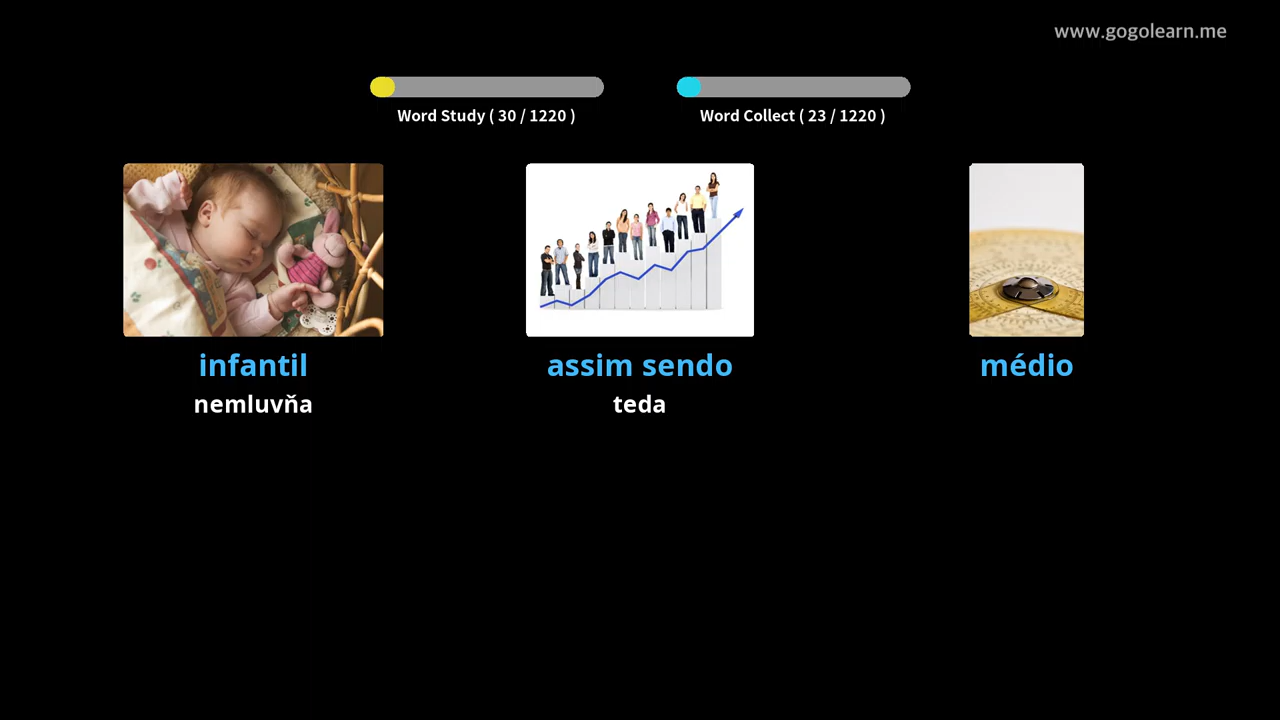 www.gogolearn.me
Word Study ( 30 / 1220 )
Word Collect ( 23 / 1220 )
infantil
nemluvňa
assim sendo
teda
médio